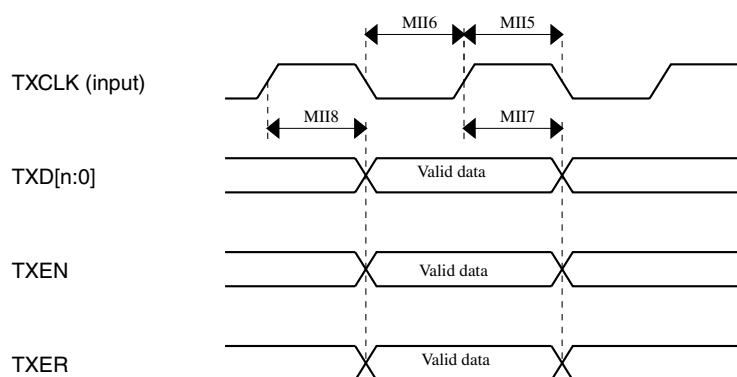 MII6 MII5
TXCLK (input)
MII8 MII7
TXD[n:0] Valid data
TXEN Valid data
TXER Valid data